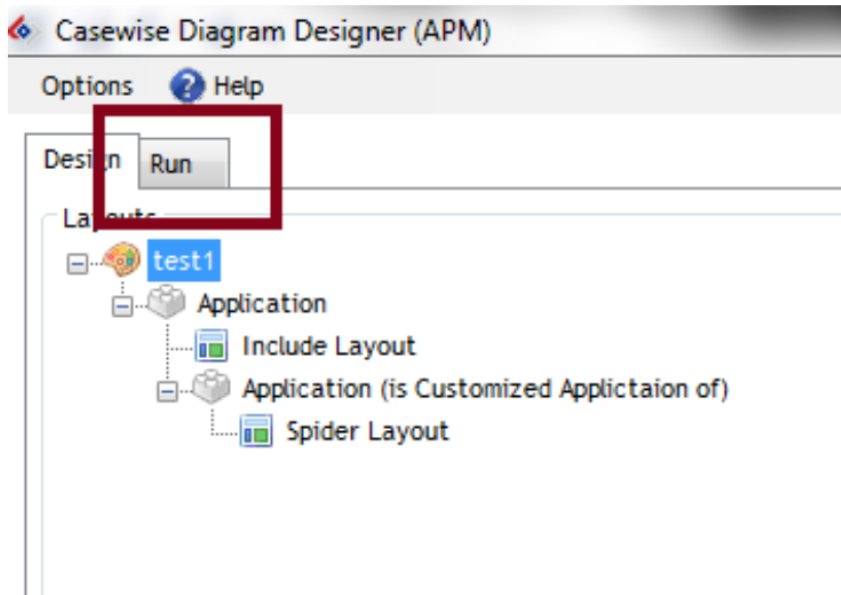 Casewise Diagram Designer (APM)
Options Help
Design Run
Layouts
test1
Application
Include Layout
Application (is Customized Applictaion of)
Spider Layout